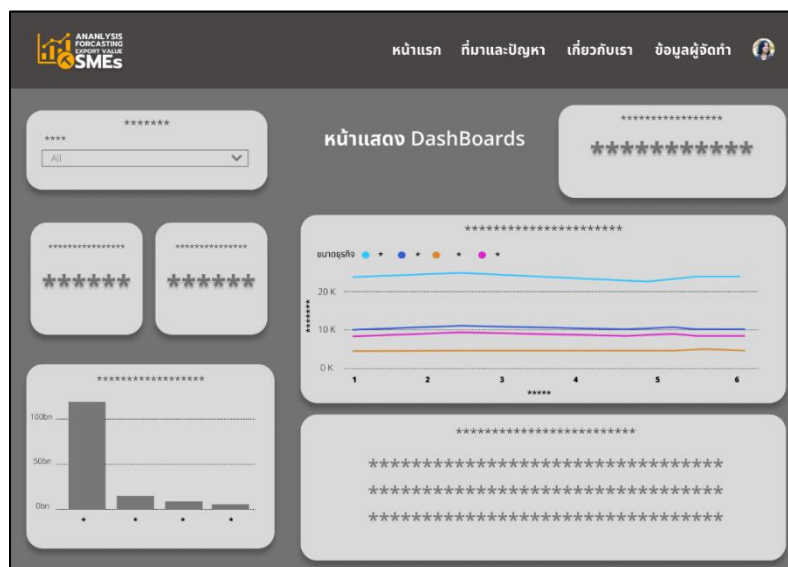 ANANLYSIS
FORCASTING
EXPORT VALUE
SMEs
หน้าแรก ที่มาและปัญหา เกี่ยวกับเรา ข้อมูลผู้จัดทำ
*******
****
All
หน้าแสดง DashBoards
*****************
***********
****************
******
***************
******
**********************
ขนาดธุรกิจ * * * *
20 K
10 K
0 K
*******
1 2 3 4 5 6
*****
*******************
100bn
50bn
0bn
* * * *
*************************
*********************************
*********************************
*********************************